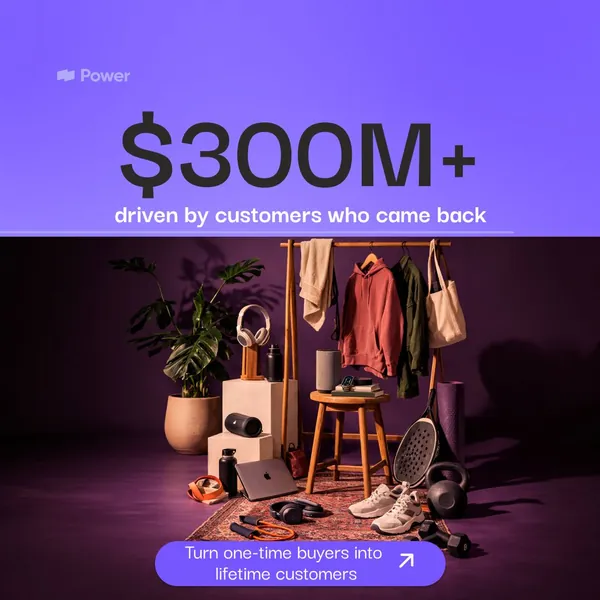 Power
$300M+
driven by customers who came back
Turn one-time buyers into
lifetime customers